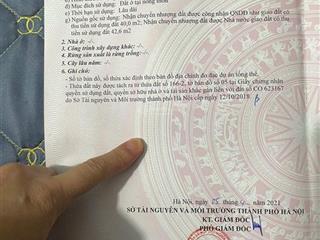 đ) Mục đích sử dụng: Đất ở tại nông thôn
e) Thời hạn sử dụng: Lâu dài
g) Nguồn gốc sử dụng: Nhận chuyển nhượng đất được công nhận QSDĐ như giao đất có
thu tiền sử dụng đất 40,0 m2; Nhận chuyển nhượng đất được Nhà nước giao đất có thu
tiền sử dụng đất 42,6 m2
2. Nhà ở: -/-
3. Công trình xây dựng khác: -/-
4. Rừng sản xuất là rừng trồng: -/-
5. Cây lâu năm: -/-
6. Ghi chú:
- Số tờ bản đồ, số thửa xác định theo bản đồ địa chính đo đạc dự án tổng thể.
- Thửa đất này được tách ra từ thửa đất số 166-2, tờ bản đồ số 05 tại Giấy chứng nhận
quyền sử dụng đất, quyền sở hữu nhà ở và tài sản khác gắn liền với đất số CO 623167
do Sở Tài nguyên và Môi trường thành phố Hà Nội cấp ngày 12/10/2018.
Hà Nội, ngày 05 tháng năm 2021
SỞ TÀI NGUYÊN VÀ MÔI TRƯỜNG THÀNH PHỐ HÀ NỘI
KT. GIÁM ĐỐC
PHÓ GIÁM ĐỐC